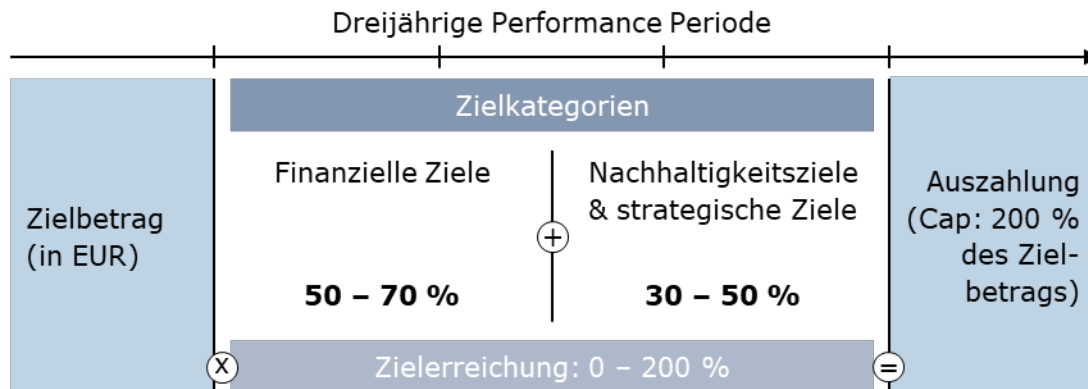 Dreijährige Performance Periode
Zielbetrag
(in EUR)
Zielkategorien
Finanzielle Ziele
50 – 70 %
+
Nachhaltigkeitsziele
& strategische Ziele
30 – 50 %
x
Zielerreichung: 0 – 200 %
=
Auszahlung
(Cap: 200 %
des Ziel-
betrags)